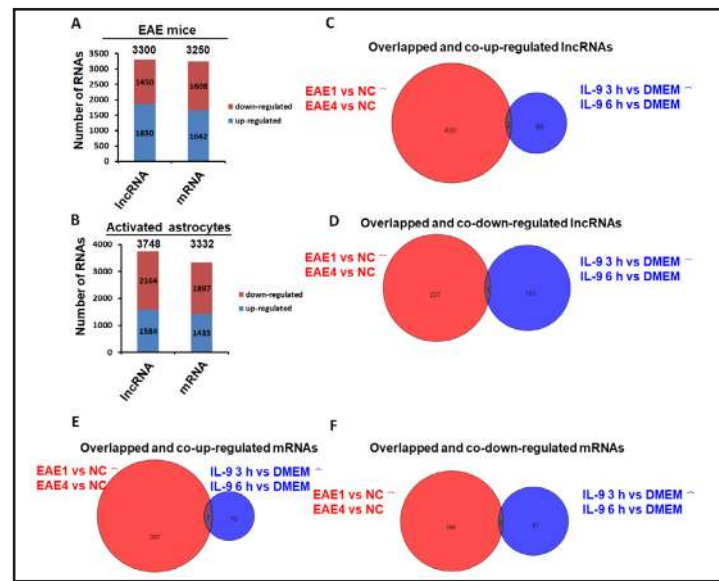 A
EAE mice
3300 3250
3500
3000
2500
2000
1500
1000
500
0
Number of RNAs
1450
1608
1850
1642
down-regulated
up-regulated
lncRNA
mRNA
B
Activated astrocytes
3748 3332
4000
3000
2000
1000
0
Number of RNAs
2164
1897
1584
1435
down-regulated
up-regulated
lncRNA
mRNA
C
Overlapped and co-up-regulated lncRNAs
EAE1 vs NC
EAE4 vs NC
IL-9 3 h vs DMEM
IL-9 6 h vs DMEM
D
Overlapped and co-down-regulated lncRNAs
EAE1 vs NC
EAE4 vs NC
IL-9 3 h vs DMEM
IL-9 6 h vs DMEM
E
Overlapped and co-up-regulated mRNAs
EAE1 vs NC
EAE4 vs NC
IL-9 3 h vs DMEM
IL-9 6 h vs DMEM
F
Overlapped and co-down-regulated mRNAs
EAE1 vs NC
EAE4 vs NC
IL-9 3 h vs DMEM
IL-9 6 h vs DMEM